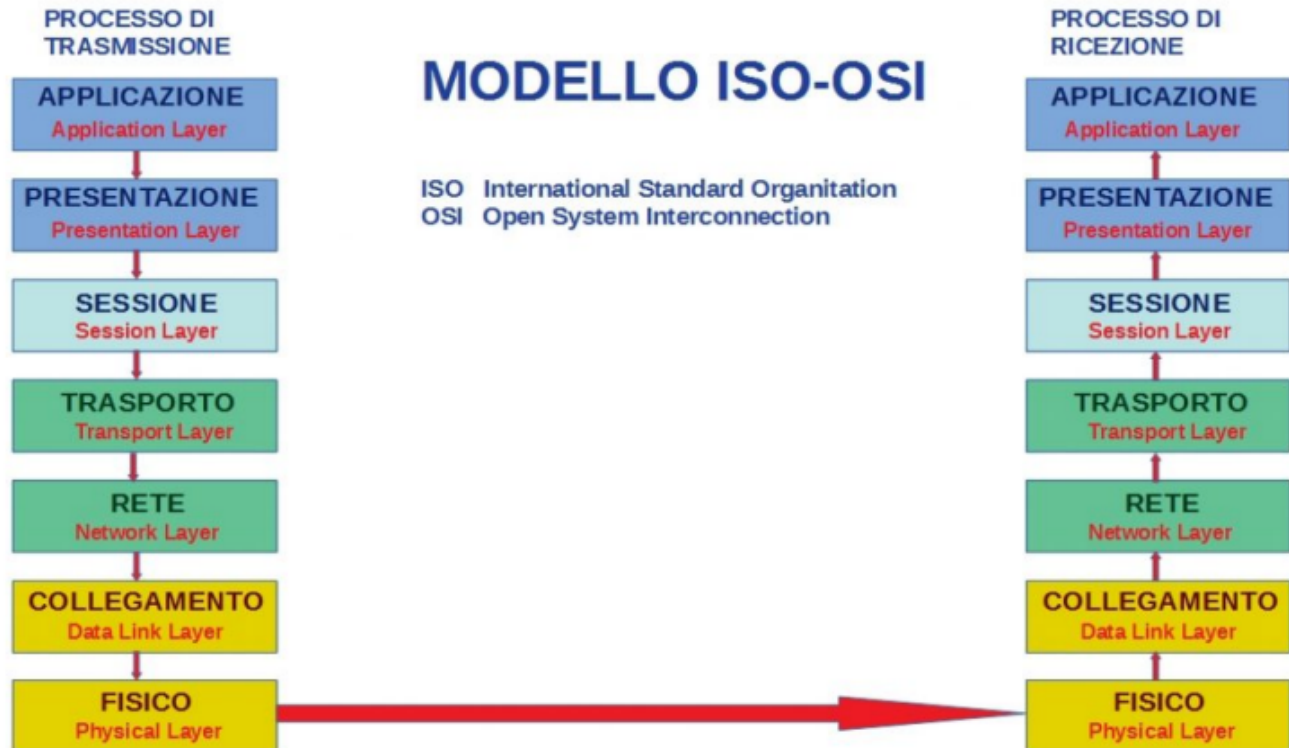 PROCESSO DI
TRASMISSIONE
APPLICAZIONE
Application Layer
PRESENTAZIONE
Presentation Layer
SESSIONE
Session Layer
TRASPORTO
Transport Layer
RETE
Network Layer
COLLEGAMENTO
Data Link Layer
FISICO
Physical Layer
MODELLO ISO-OSI
ISO International Standard Organitation
OSI Open System Interconnection
PROCESSO DI
RICEZIONE
APPLICAZIONE
Application Layer
PRESENTAZIONE
Presentation Layer
SESSIONE
Session Layer
TRASPORTO
Transport Layer
RETE
Network Layer
COLLEGAMENTO
Data Link Layer
FISICO
Physical Layer